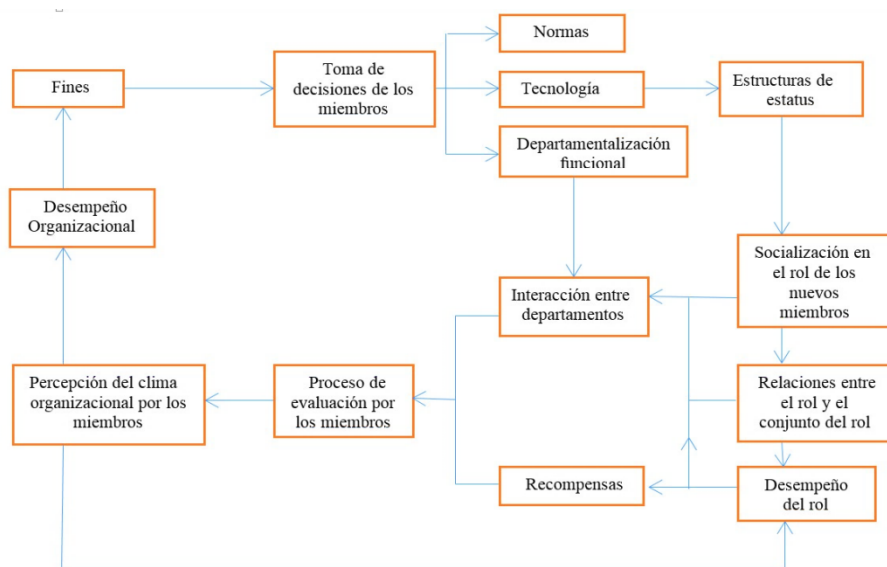 Normas
Fines
Toma de
decisiones de los
miembros
Tecnología
Estructuras de
estatus
Departamentalización
funcional
Desempeño
Organizacional
Socialización en
el rol de los
nuevos
miembros
Interacción entre
departamentos
Percepción del clima
organizacional por los
miembros
Proceso de
evaluación por
los miembros
Relaciones entre
el rol y el
conjunto del rol
Recompensas
Desempeño
del rol